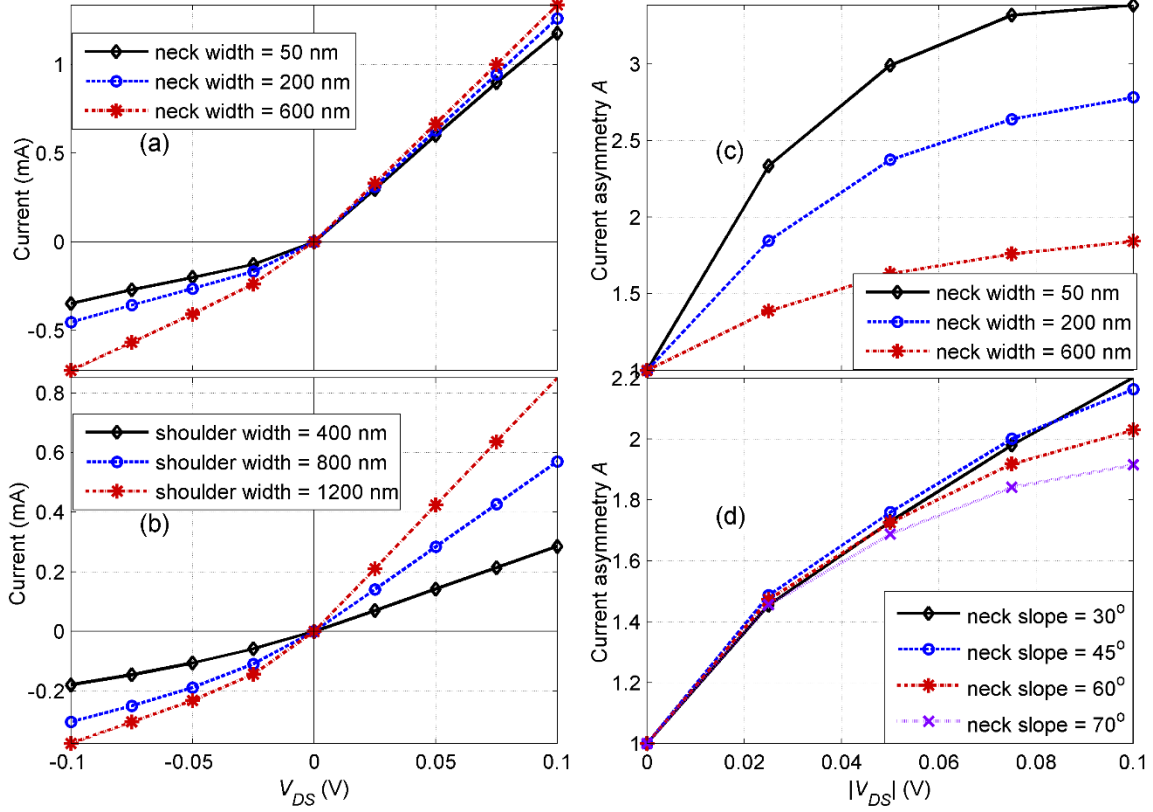 Current (mA)
1
0.5
0
-0.5
neck width = 50 nm
neck width = 200 nm
neck width = 600 nm
(a)
Current asymmetry A
3
2.5
2
1.5
1
(c)
neck width = 50 nm
neck width = 200 nm
neck width = 600 nm
Current (mA)
0.8
0.6
0.4
0.2
0
-0.2
shoulder width = 400 nm
shoulder width = 800 nm
shoulder width = 1200 nm
(b)
-0.1
-0.05
0
0.05
0.1
V_DS (V)
Current asymmetry A
2.2
2
1.8
1.6
1.4
1.2
1
(d)
neck slope = 30°
neck slope = 45°
neck slope = 60°
neck slope = 70°
0
0.02
0.04
0.06
0.08
0.1
|V_DS| (V)